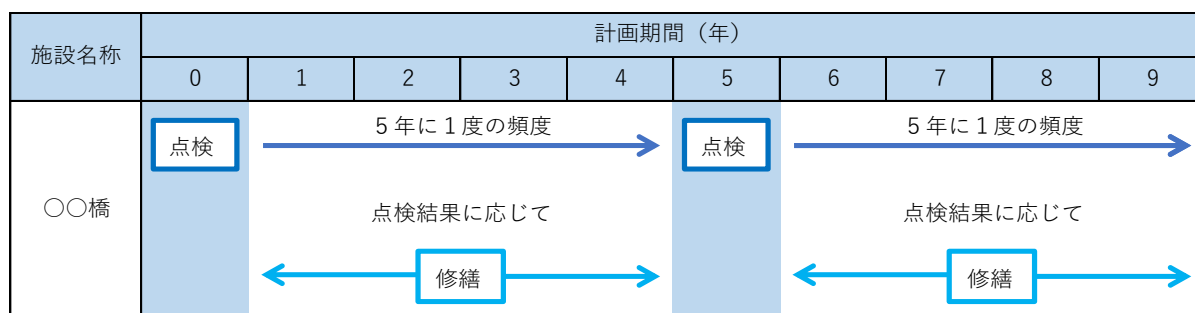 施設名称
計画期間（年）
0 1 2 3 4 5 6 7 8 9
〇〇橋
点検
5年に1度の頻度
点検
5年に1度の頻度
点検結果に応じて
点検結果に応じて
修繕
修繕